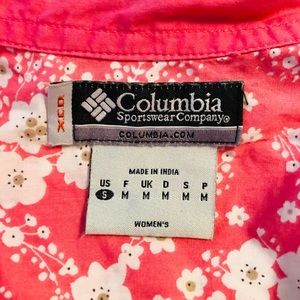 XCO
Columbia
Sportswear Company®
COLUMBIA.COM
MADE IN INDIA
US F UK D S P
S M M M M M
WOMEN'S